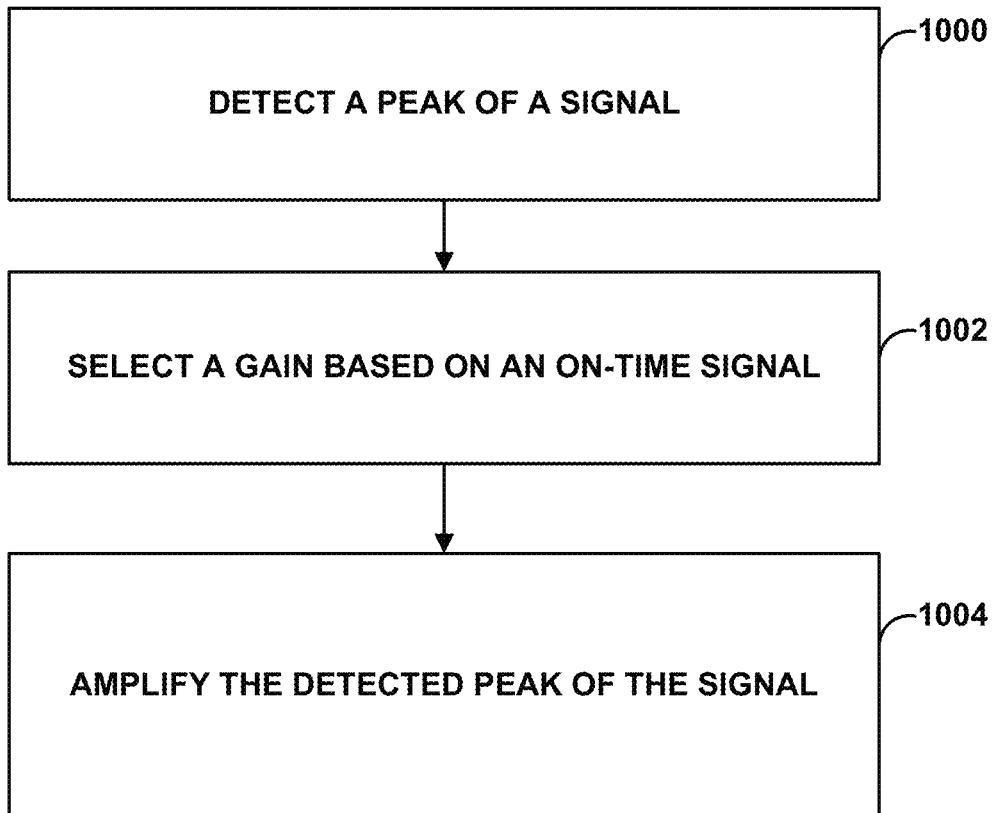 1000
DETECT A PEAK OF A SIGNAL
1002
SELECT A GAIN BASED ON AN ON-TIME SIGNAL
1004
AMPLIFY THE DETECTED PEAK OF THE SIGNAL